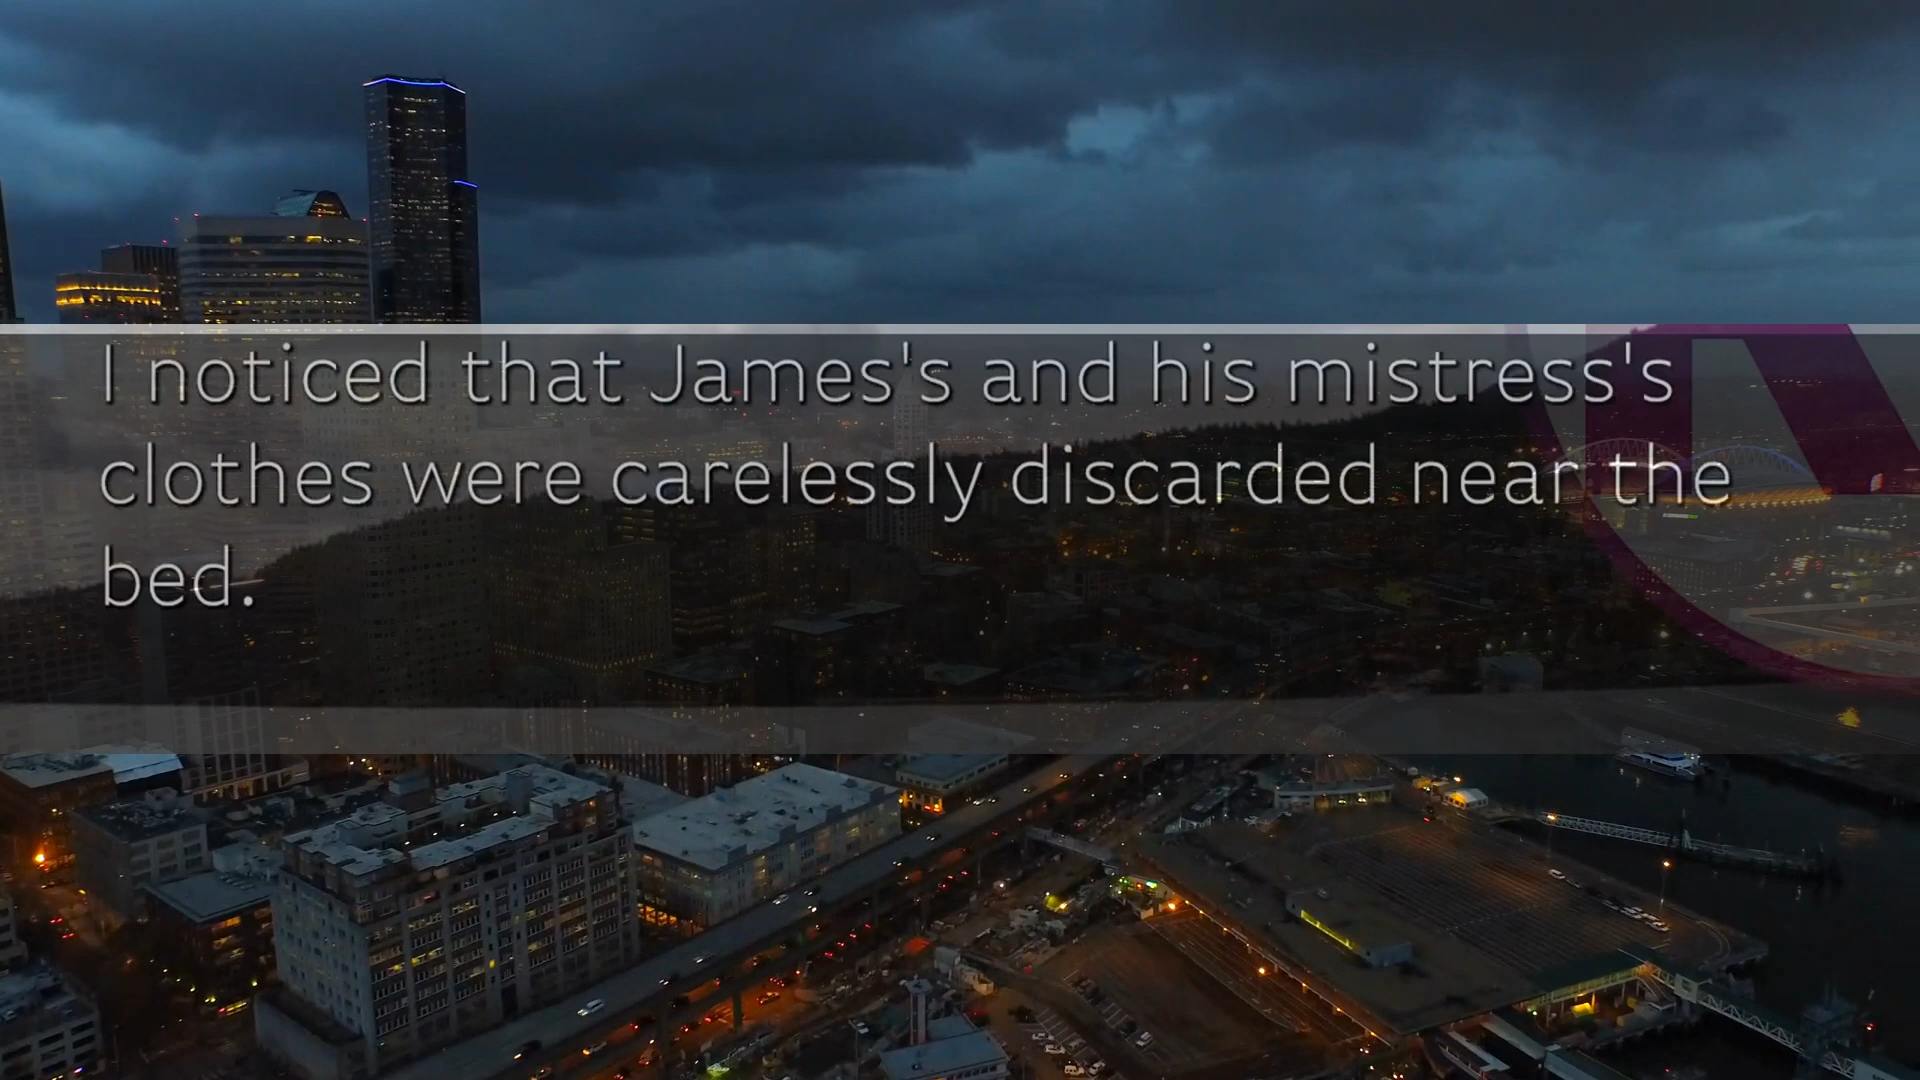 I noticed that James's and his mistress's
clothes were carelessly discarded near the
bed.